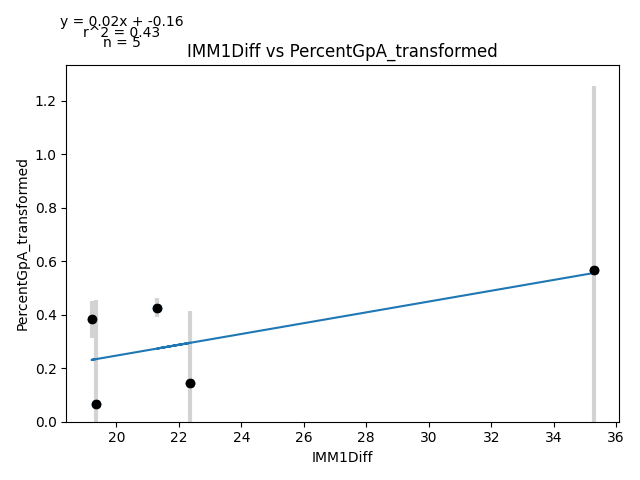 y = 0.02x + -0.16
r^2 = 0.43
n = 5
IMM1Diff vs PercentGpA_transformed
PercentGpA_transformed
1.2
1.0
0.8
0.6
0.4
0.2
0.0
20 22 24 26 28 30 32 34 36
IMM1Diff